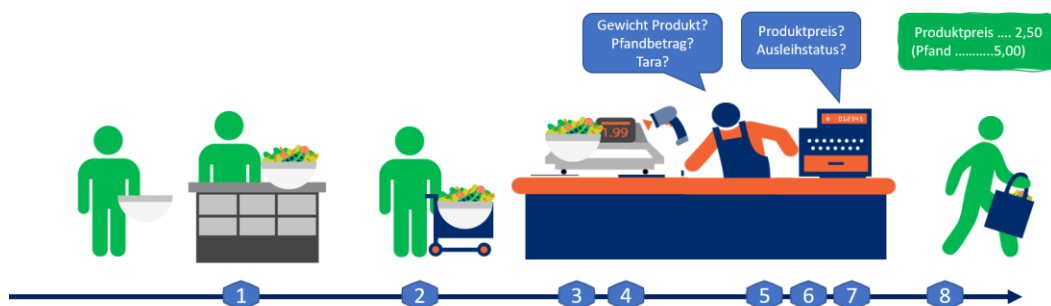 Gewicht Produkt?
Pfandbetrag?
Tara?
Produktpreis?
Ausleihstatus?
Produktpreis .... 2,50
(Pfand ...........5,00)
1.99
012345
1 2 3 4 5 6 7 8